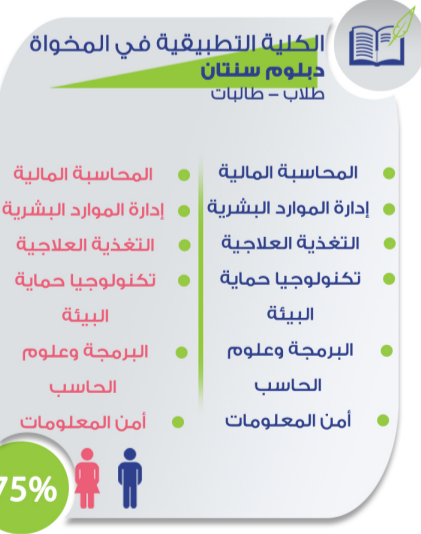 الكلية التطبيقية في المخواة
دبلوم سنتان
طلاب – طالبات
المحاسبة المالية
إدارة الموارد البشرية
التغذية العلاجية
تكنولوجيا حماية
البيئة
البرمجة وعلوم
الحاسب
أمن المعلومات
المحاسبة المالية
إدارة الموارد البشرية
التغذية العلاجية
تكنولوجيا حماية
البيئة
البرمجة وعلوم
الحاسب
أمن المعلومات
75%